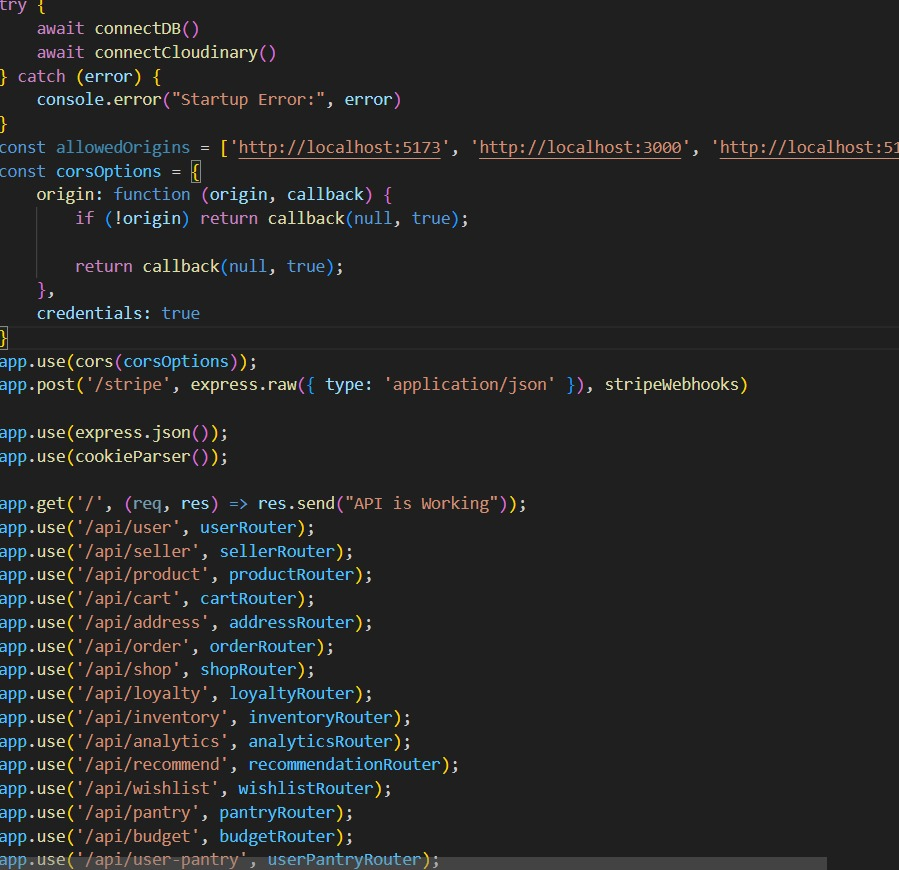 try {
    await connectDB()
    await connectCloudinary()
} catch (error) {
    console.error("Startup Error:", error)
}
const allowedOrigins = ['http://localhost:5173', 'http://localhost:3000', 'http://localhost:51
const corsOptions = {
    origin: function (origin, callback) {
        if (!origin) return callback(null, true);

        return callback(null, true);
    },
    credentials: true
}
app.use(cors(corsOptions));
app.post('/stripe', express.raw({ type: 'application/json' }), stripeWebhooks)

app.use(express.json());
app.use(cookieParser());

app.get('/', (req, res) => res.send("API is Working"));
app.use('/api/user', userRouter);
app.use('/api/seller', sellerRouter);
app.use('/api/product', productRouter);
app.use('/api/cart', cartRouter);
app.use('/api/address', addressRouter);
app.use('/api/order', orderRouter);
app.use('/api/shop', shopRouter);
app.use('/api/loyalty', loyaltyRouter);
app.use('/api/inventory', inventoryRouter);
app.use('/api/analytics', analyticsRouter);
app.use('/api/recommend', recommendationRouter);
app.use('/api/wishlist', wishlistRouter);
app.use('/api/pantry', pantryRouter);
app.use('/api/budget', budgetRouter);
app.use('/api/user-pantry', userPantryRouter);